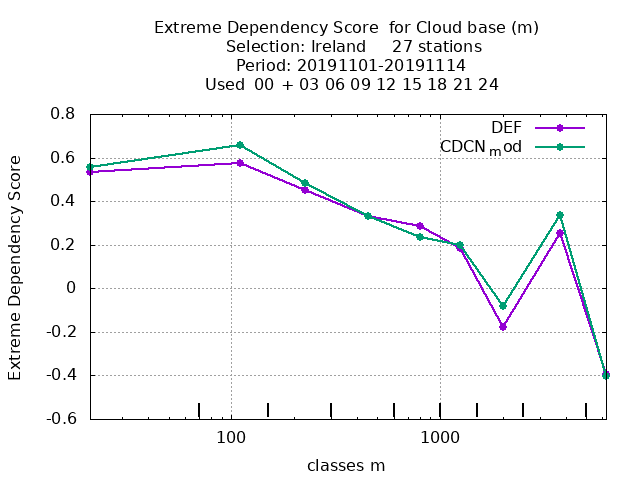 Extreme Dependency Score  for Cloud base (m)
Selection: Ireland     27 stations
Period: 20191101-20191114
Used  00 + 03 06 09 12 15 18 21 24
DEF
CDCN_mod
Extreme Dependency Score
0.8
0.6
0.4
0.2
0
-0.2
-0.4
-0.6
100
1000
classes m